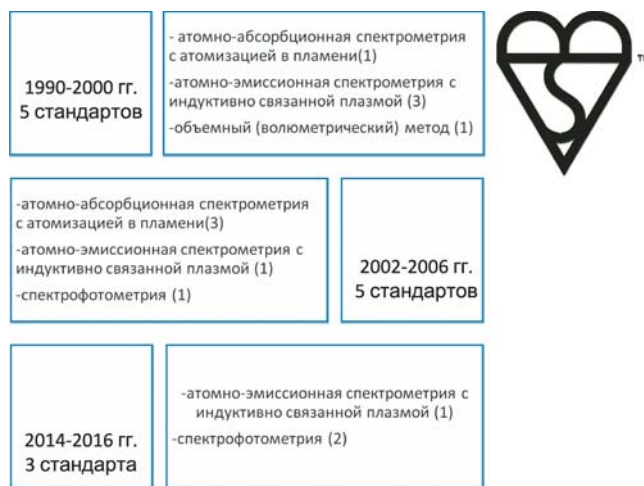 1990-2000 гг.
5 стандартов
- атомно-абсорбционная спектрометрия
с атомизацией в пламени(1)
-атомно-эмиссионная спектрометрия с
индуктивно связанной плазмой (3)
-объемный (волюметрический) метод (1)
-атомно-абсорбционная спектрометрия
с атомизацией в пламени(3)
-атомно-эмиссионная спектрометрия с
индуктивно связанной плазмой (1)
-спектрофотометрия (1)
2002-2006 гг.
5 стандартов
2014-2016 гг.
3 стандарта
-атомно-эмиссионная спектрометрия с
индуктивно связанной плазмой (1)
-спектрофотометрия (2)